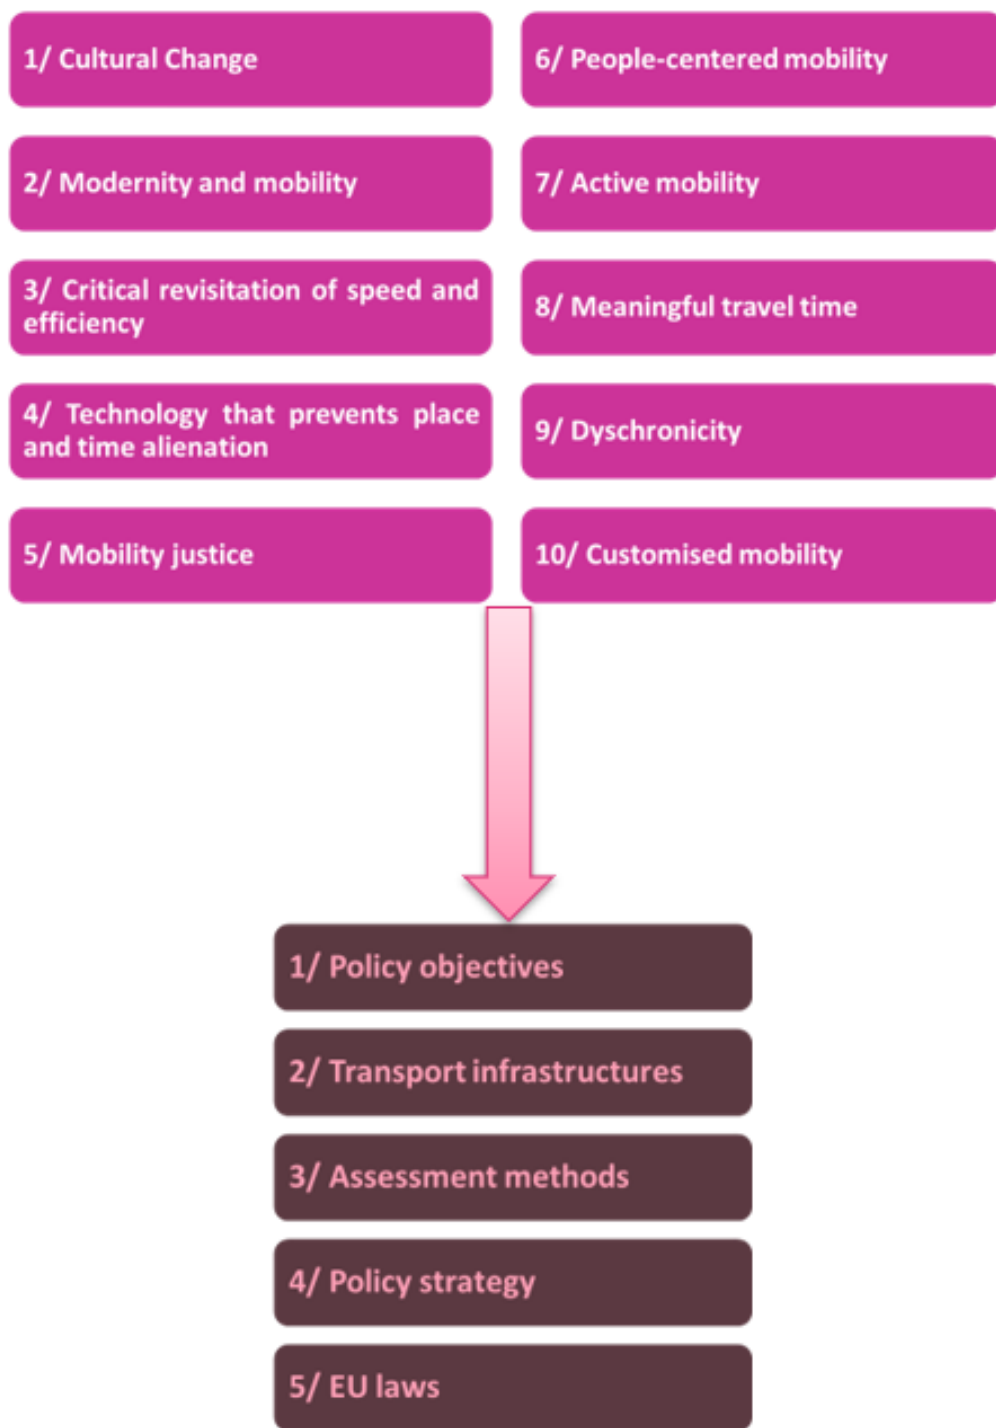 1/ Cultural Change
2/ Modernity and mobility
3/ Critical revisitation of speed and
efficiency
4/ Technology that prevents place
and time alienation
5/ Mobility justice
6/ People-centered mobility
7/ Active mobility
8/ Meaningful travel time
9/ Dyschronicity
10/ Customised mobility
1/ Policy objectives
2/ Transport infrastructures
3/ Assessment methods
4/ Policy strategy
5/ EU laws